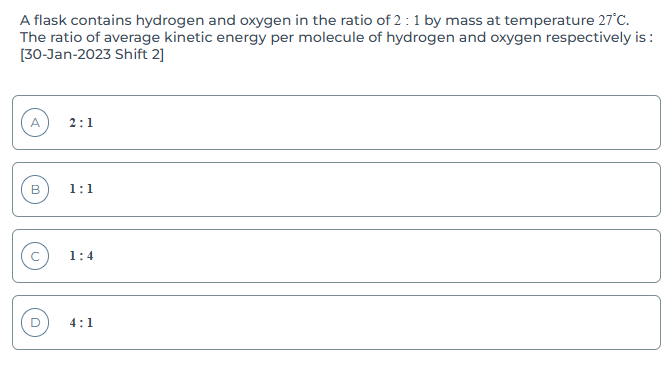 A flask contains hydrogen and oxygen in the ratio of 2 : 1 by mass at temperature 27°C.
The ratio of average kinetic energy per molecule of hydrogen and oxygen respectively is :
[30-Jan-2023 Shift 2]
A 2 : 1
B 1 : 1
C 1 : 4
D 4 : 1